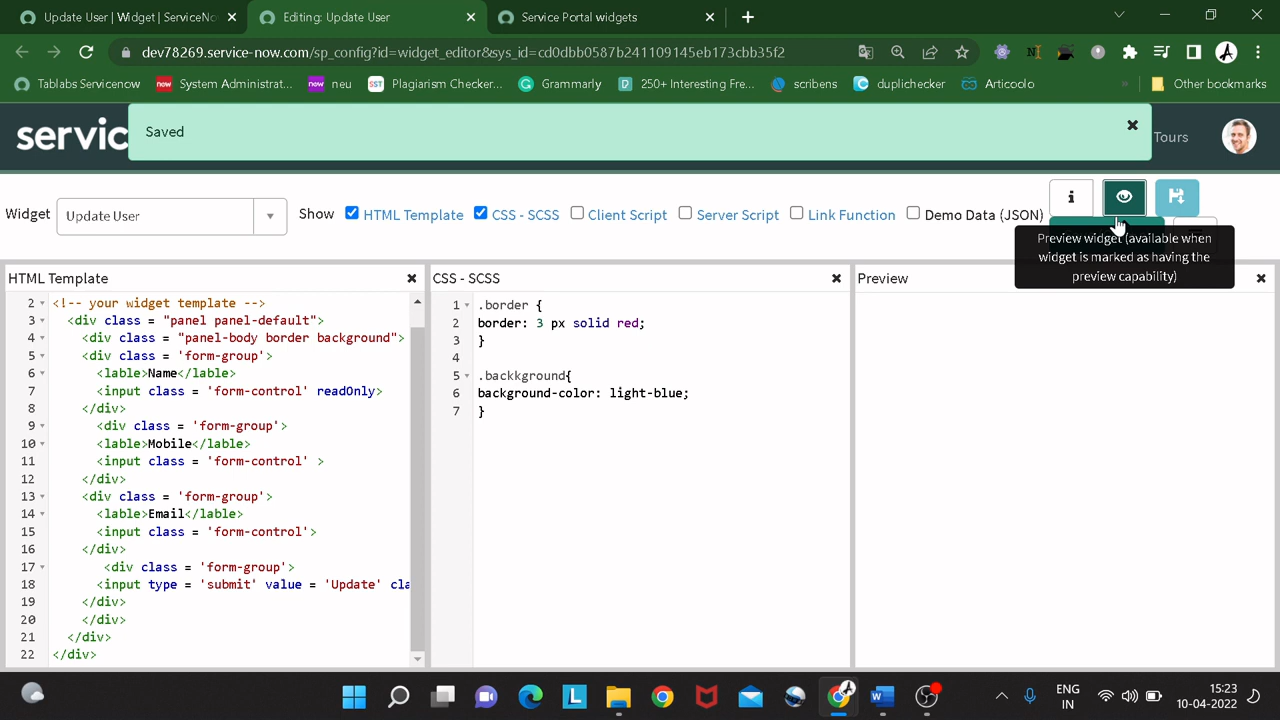 Update User | Widget | ServiceNo
Editing: Update User
Service Portal widgets
dev78269.service-now.com/sp_config?id=widget_editor&sys_id=cd0dbb0587b241109145eb173cbb35f2
Tablabs Servicenow
System Administrat...
neu
Plagiarism Checker...
Grammarly
250+ Interesting Fre...
scribens
duplichecker
Articoolo
Other bookmarks
servic
Saved
Tours
Widget
Update User
Show
HTML Template
CSS - SCSS
Client Script
Server Script
Link Function
Demo Data (JSON)
Preview widget (available when
widget is marked as having the
preview capability)
HTML Template
2 <!-- your widget template -->
3 <div class = "panel panel-default">
4 <div class = "panel-body border background">
5 <div class = 'form-group'>
6 <lable>Name</lable>
7 <input class = 'form-control' readOnly>
8 </div>
9 <div class = 'form-group'>
10 <lable>Mobile</lable>
11 <input class = 'form-control' >
12 </div>
13 <div class = 'form-group'>
14 <lable>Email</lable>
15 <input class = 'form-control'>
16 </div>
17 <div class = 'form-group'>
18 <input type = 'submit' value = 'Update' cla
19 </div>
20 </div>
21 </div>
22 </div>
CSS - SCSS
1 .border {
2 border: 3 px solid red;
3 }
4
5 .backkground{
6 background-color: light-blue;
7 }
Preview
ENG
IN
15:23
10-04-2022